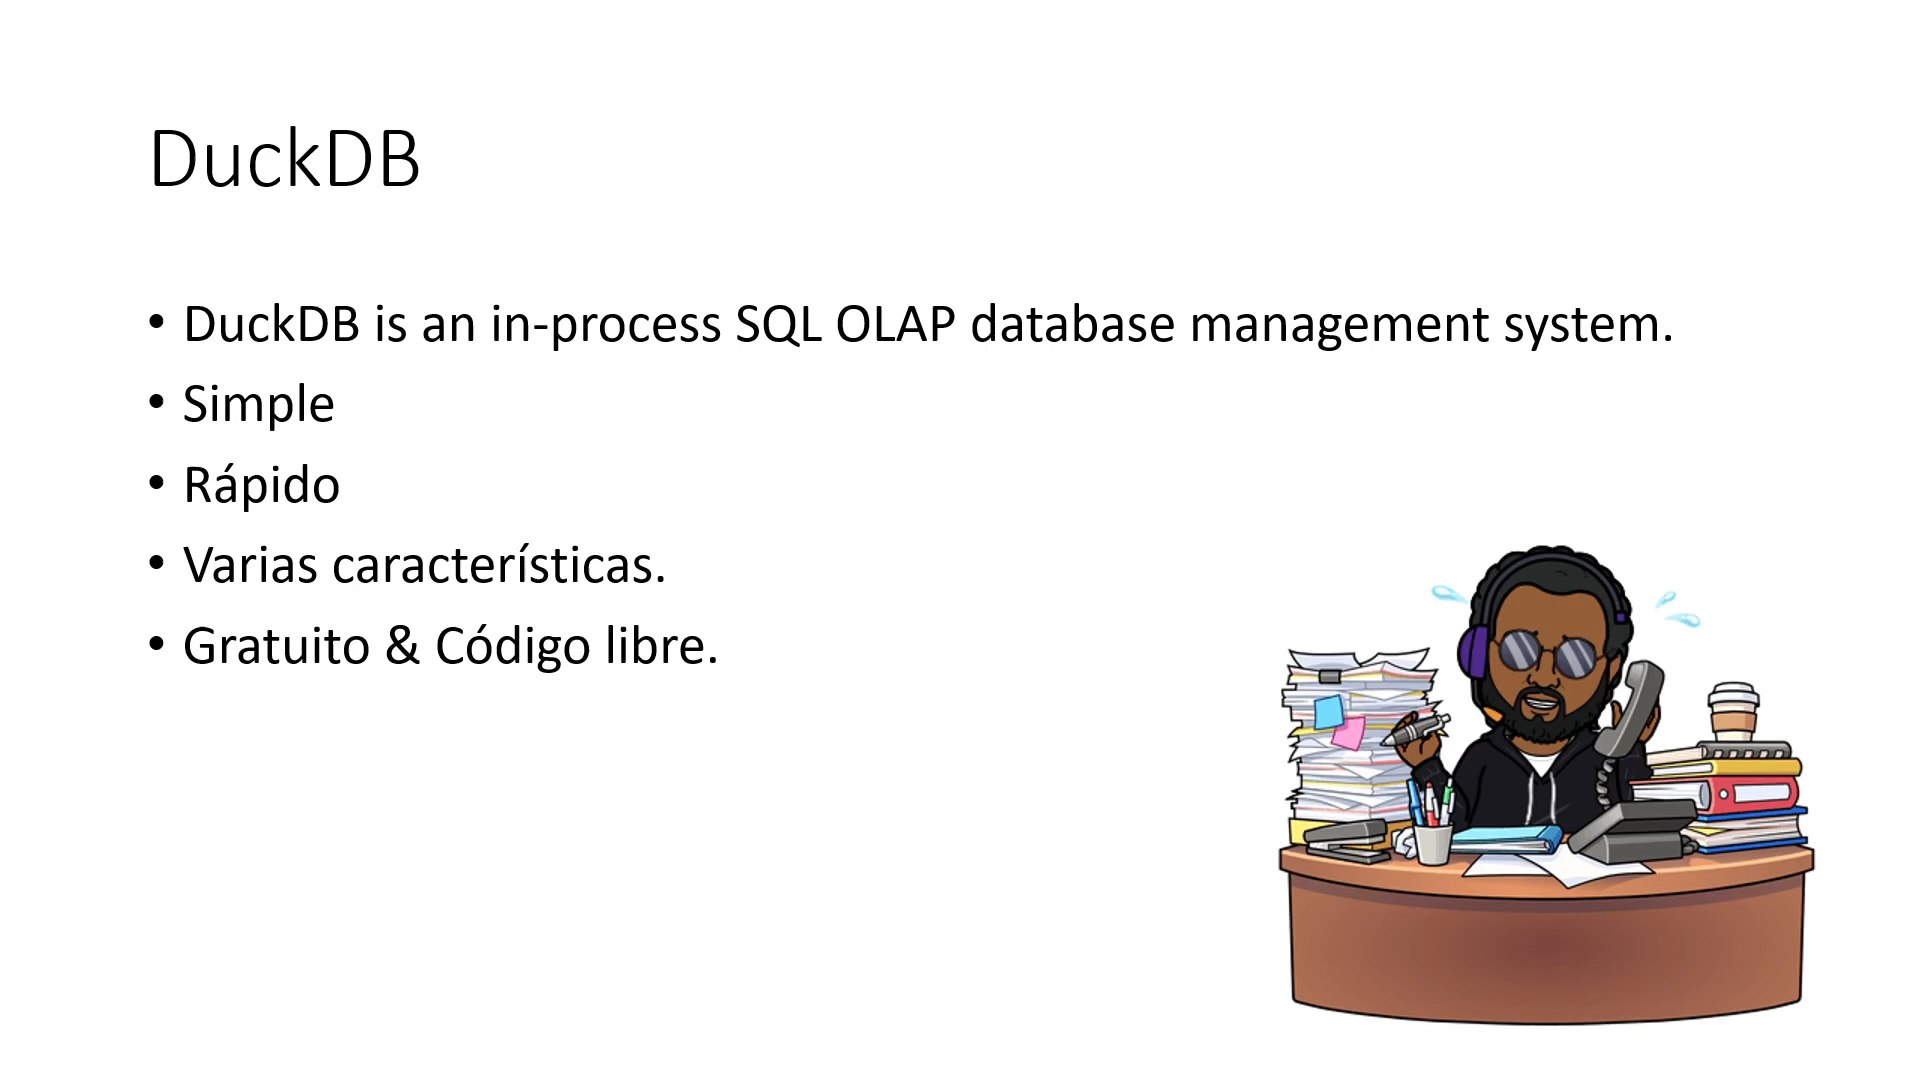 DuckDB
• DuckDB is an in-process SQL OLAP database management system.
• Simple
• Rápido
• Varias características.
• Gratuito & Código libre.